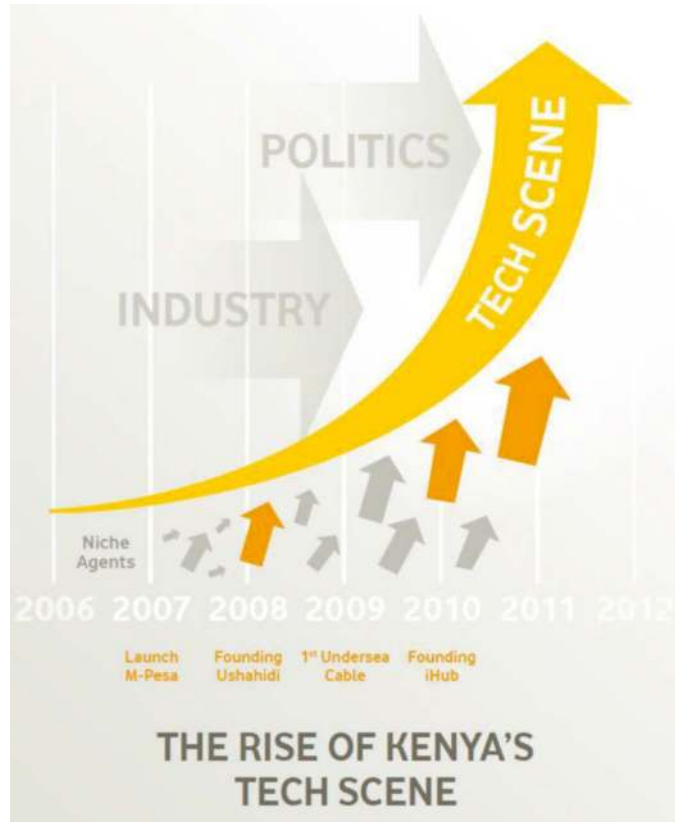 POLITICS
TECH SCENE
INDUSTRY
Niche
Agents
2006 2007 2008 2009 2010 2011 2012
Launch
M-Pesa
Founding
Ushahidi
1st Undersea
Cable
Founding
iHub
THE RISE OF KENYA'S
TECH SCENE